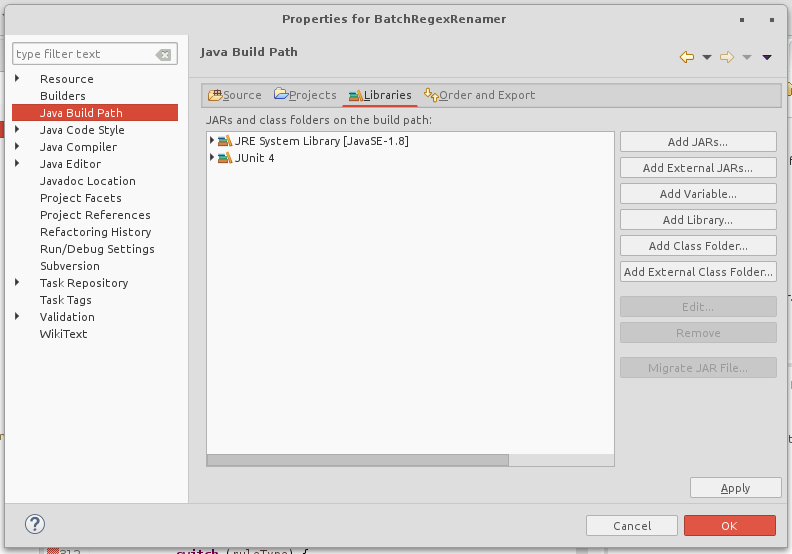 Properties for BatchRegexRenamer
type filter text
Resource
Builders
Java Build Path
Java Code Style
Java Compiler
Java Editor
Javadoc Location
Project Facets
Project References
Refactoring History
Run/Debug Settings
Subversion
Task Repository
Task Tags
Validation
WikiText
Java Build Path
Source Projects Libraries Order and Export
JARs and class folders on the build path:
JRE System Library [JavaSE-1.8]
JUnit 4
Add JARs...
Add External JARs...
Add Variable...
Add Library...
Add Class Folder...
Add External Class Folder...
Edit...
Remove
Migrate JAR File...
Apply
?
Cancel
OK